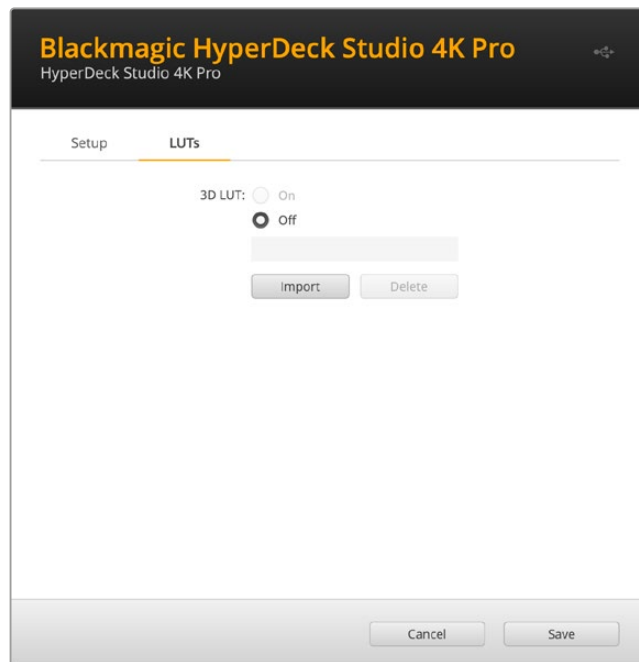 Blackmagic HyperDeck Studio 4K Pro
HyperDeck Studio 4K Pro
Setup LUTs
3D LUT: On
Off
Import Delete
Cancel Save